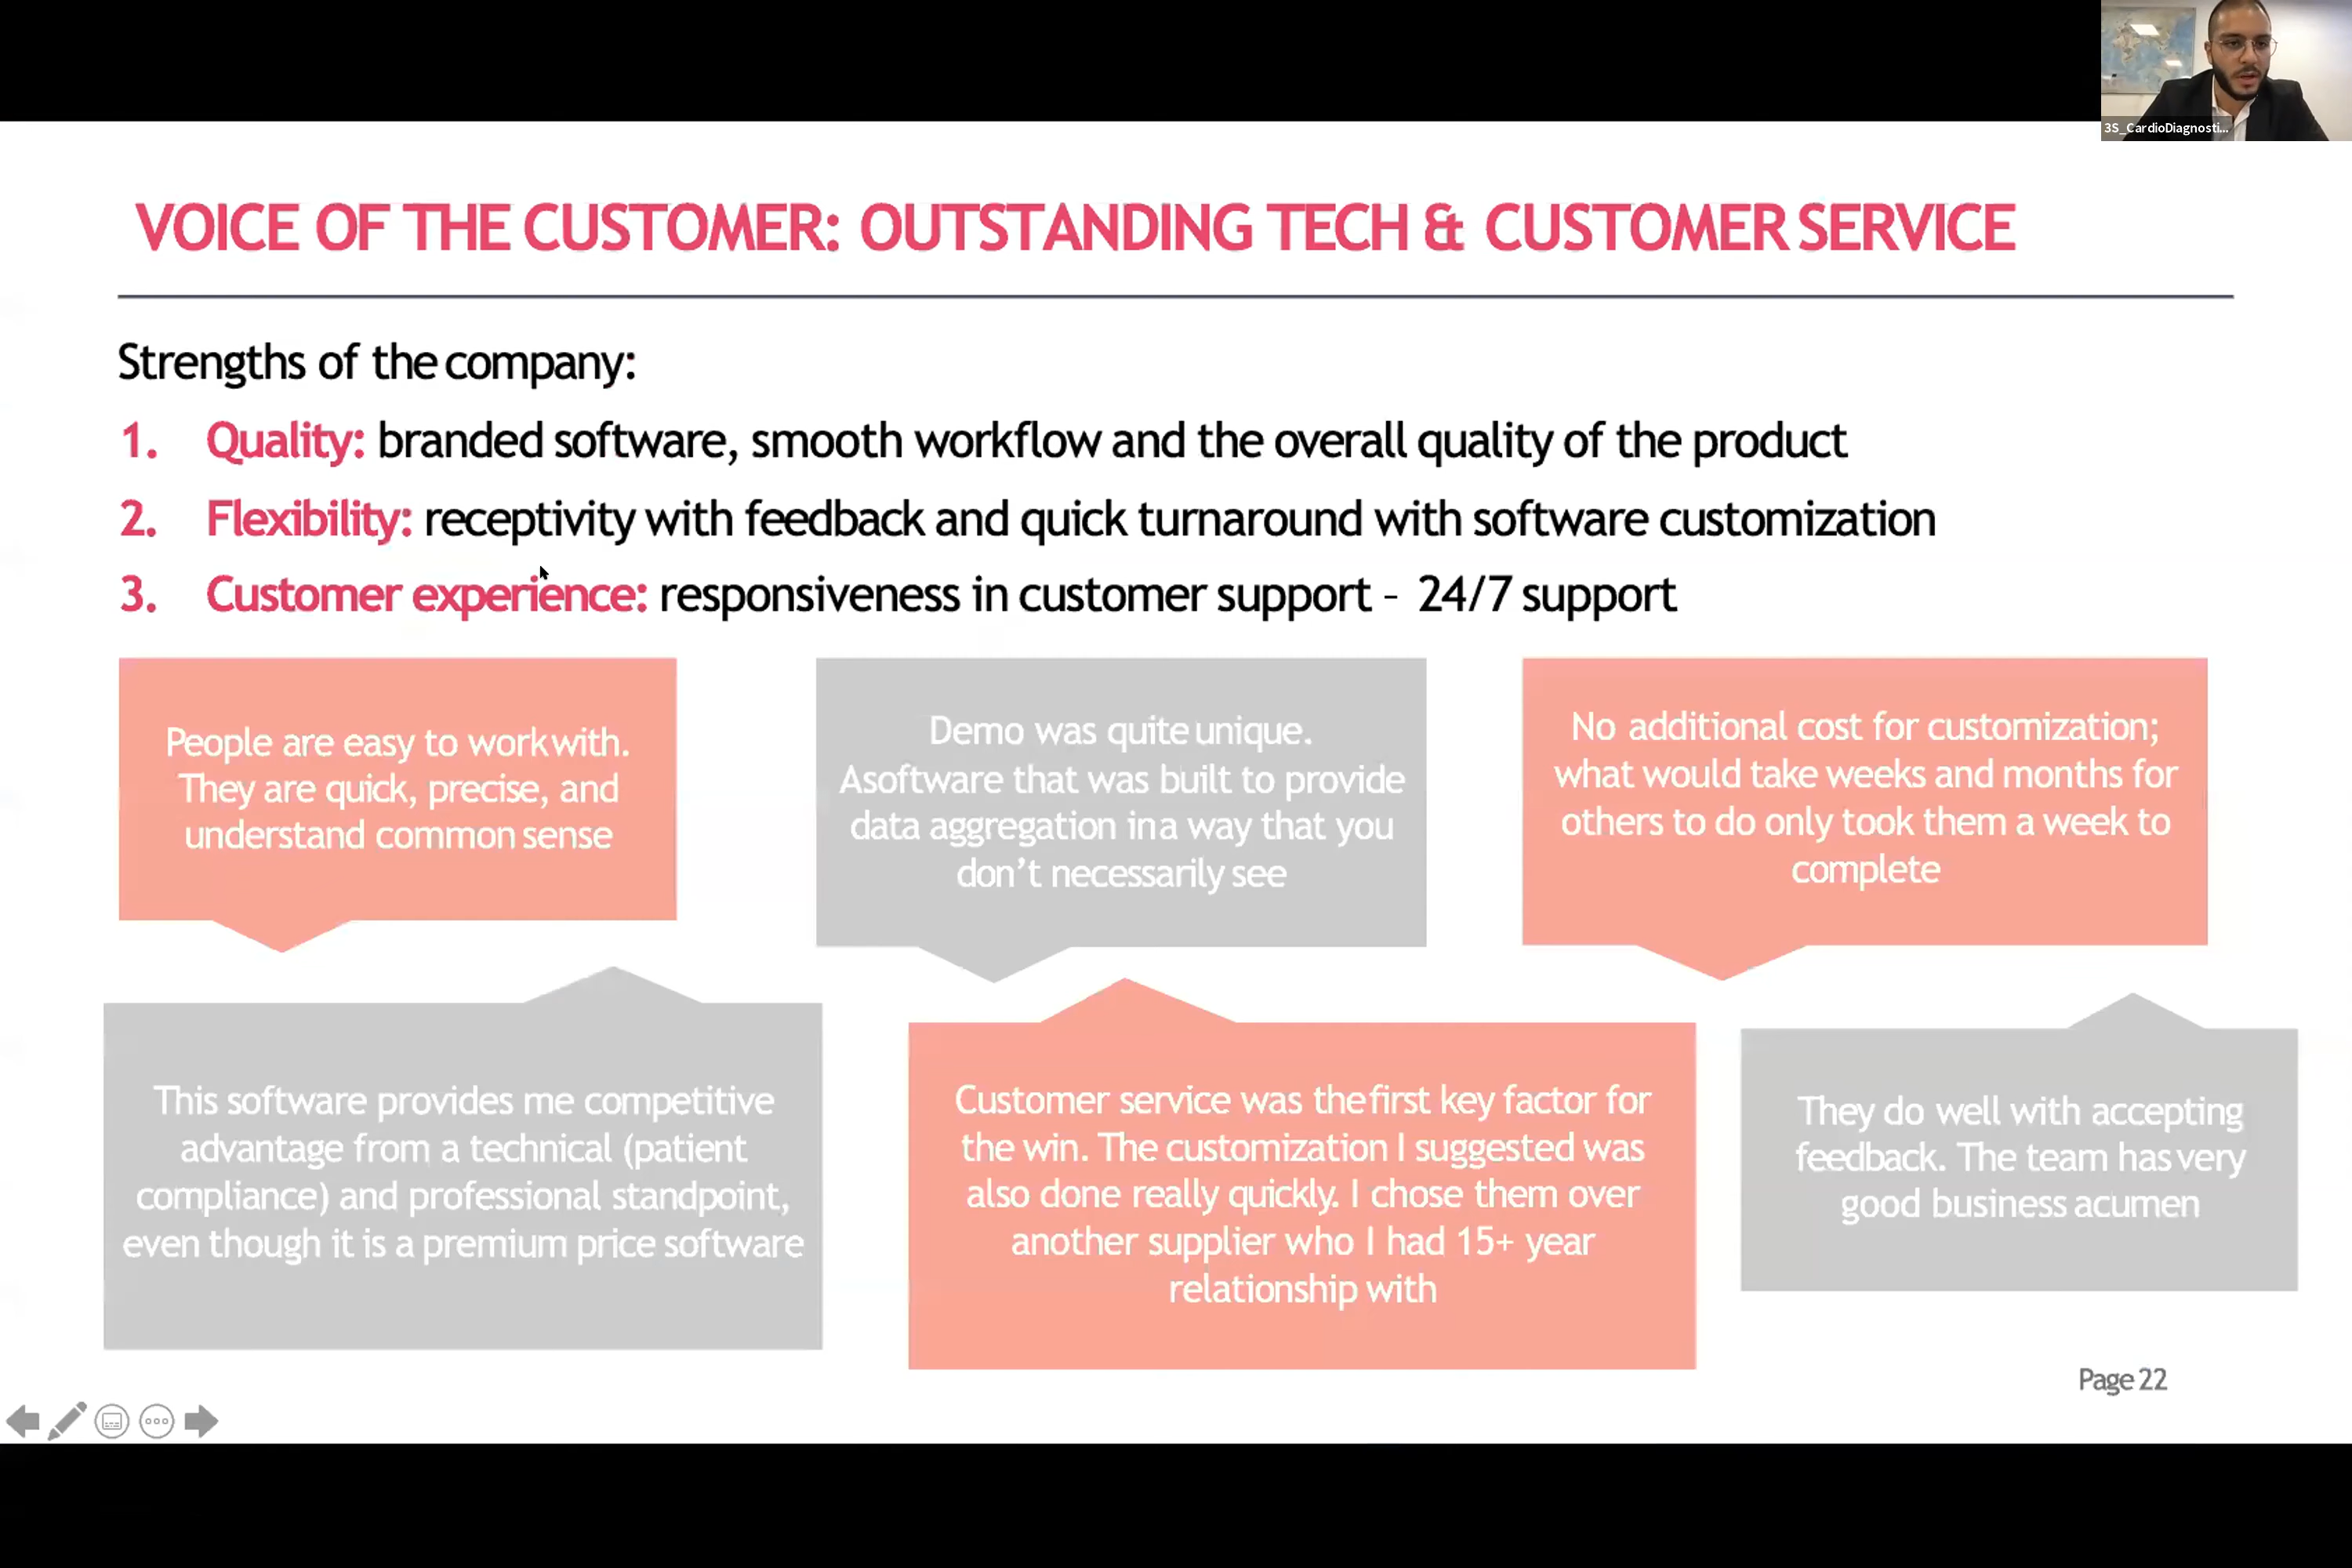 3S_CardioDiagnosti...
VOICE OF THE CUSTOMER: OUTSTANDING TECH & CUSTOMER SERVICE
Strengths of the company:
1. Quality: branded software, smooth workflow and the overall quality of the product
2. Flexibility: receptivity with feedback and quick turnaround with software customization
3. Customer experience: responsiveness in customer support - 24/7 support
People are easy to work with.
They are quick, precise, and
understand common sense
Demo was quite unique.
Asoftware that was built to provide
data aggregation in a way that you
don't necessarily see
No additional cost for customization;
what would take weeks and months for
others to do only took them a week to
complete
This software provides me competitive
advantage from a technical (patient
compliance) and professional standpoint,
even though it is a premium price software
Customer service was the first key factor for
the win. The customization I suggested was
also done really quickly. I chose them over
another supplier who I had 15+ year
relationship with
They do well with accepting
feedback. The team has very
good business acumen
Page 22